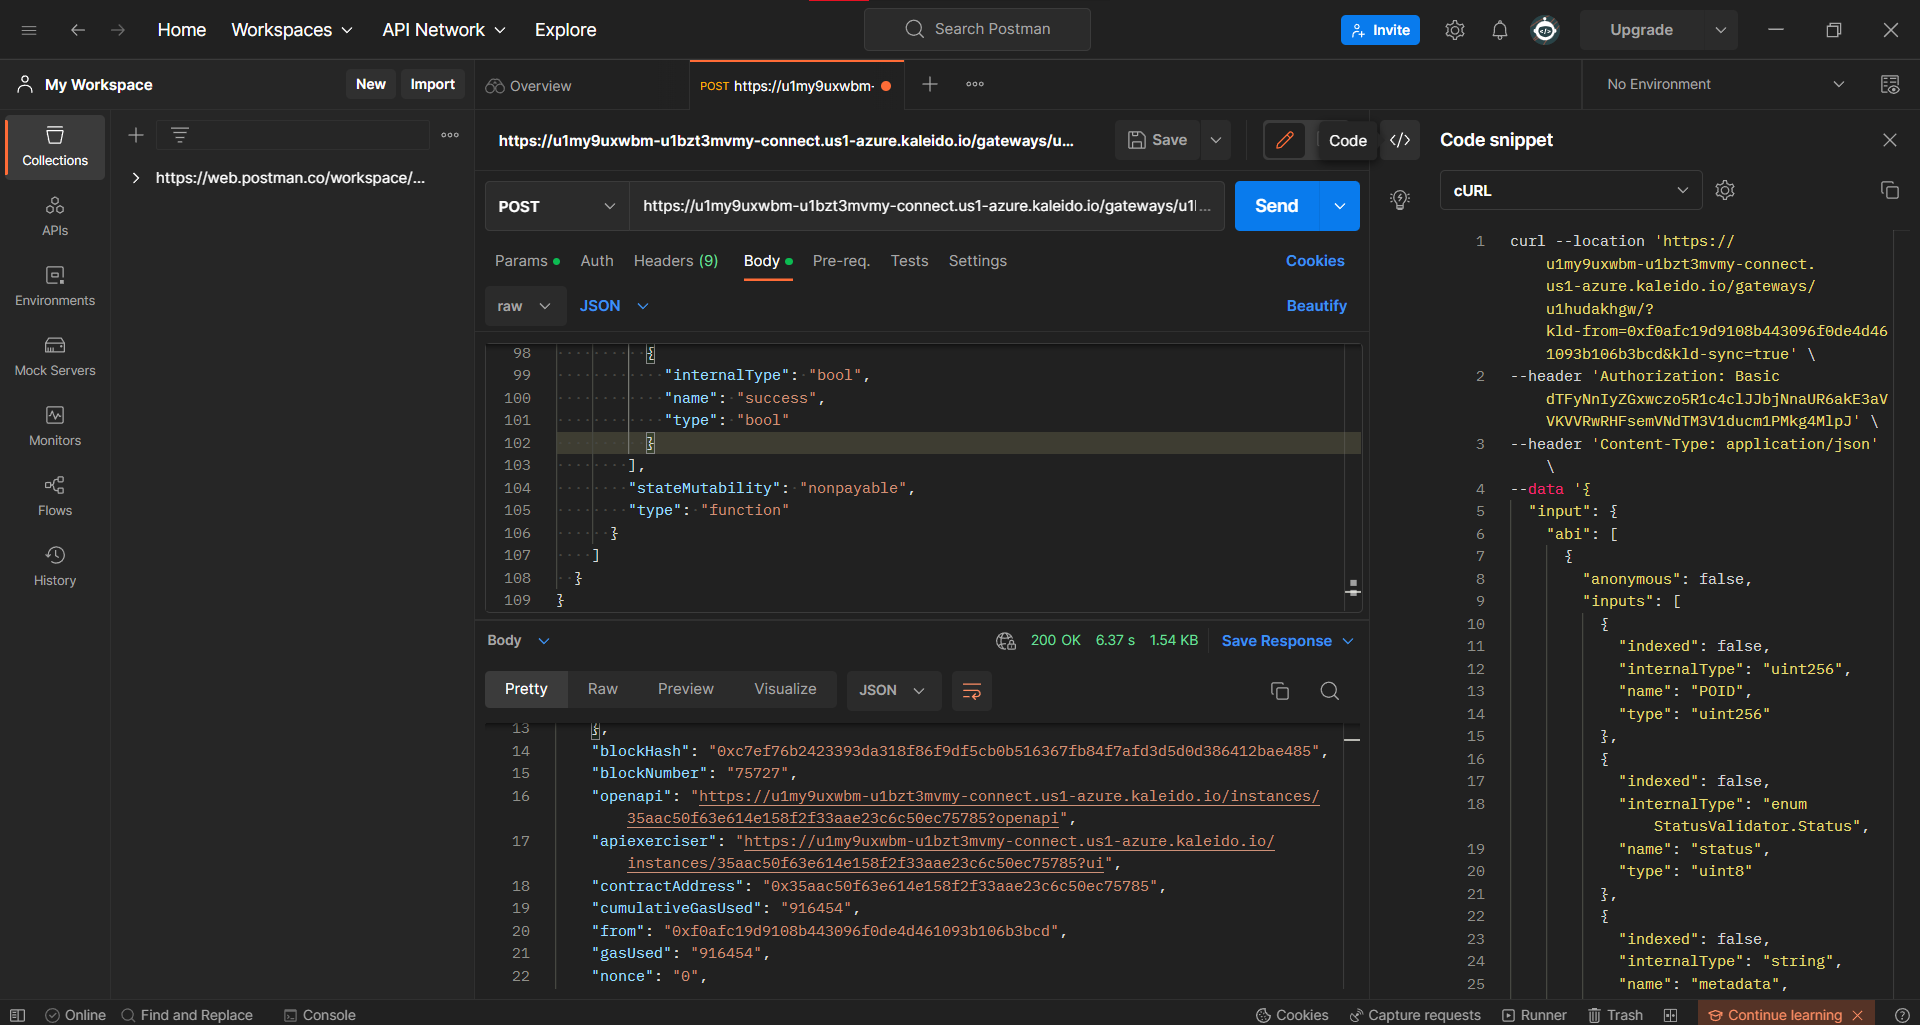 Home
Workspaces
API Network
Explore
Search Postman
Invite
Upgrade
My Workspace
New
Import
Overview
POST https://u1my9uxwbm-
No Environment
Collections
APIs
Environments
Mock Servers
Monitors
Flows
History
https://web.postman.co/workspace/...
https://u1my9uxwbm-u1bzt3mvmy-connect.us1-azure.kaleido.io/gateways/u...
Save
Code
</>
POST
https://u1my9uxwbm-u1bzt3mvmy-connect.us1-azure.kaleido.io/gateways/u1l...
Send
Params
Auth
Headers (9)
Body
Pre-req.
Tests
Settings
Cookies
raw
JSON
Beautify
98 {
99 "internalType": "bool",
100 "name": "success",
101 "type": "bool"
102 }
103 ],
104 "stateMutability": "nonpayable",
105 "type": "function"
106 }
107 ]
108 }
109 }
Body
200 OK
6.37 s
1.54 KB
Save Response
Pretty
Raw
Preview
Visualize
JSON
13 },
14 "blockHash": "0xc7ef76b2423393da318f86f9df5cb0b516367fb84f7afd3d5d0d386412bae485",
15 "blockNumber": "75727",
16 "openapi": "https://u1my9uxwbm-u1bzt3mvmy-connect.us1-azure.kaleido.io/instances/
35aac50f63e614e158f2f33aae23c6c50ec75785?openapi",
17 "apiexerciser": "https://u1my9uxwbm-u1bzt3mvmy-connect.us1-azure.kaleido.io/
instances/35aac50f63e614e158f2f33aae23c6c50ec75785?ui",
18 "contractAddress": "0x35aac50f63e614e158f2f33aae23c6c50ec75785",
19 "cumulativeGasUsed": "916454",
20 "from": "0xf0afc19d9108b443096f0de4d461093b106b3bcd",
21 "gasUsed": "916454",
22 "nonce": "0",
Code snippet
cURL
1 curl --location 'https://
u1my9uxwbm-u1bzt3mvmy-connect.
us1-azure.kaleido.io/gateways/
u1hudakhgw/?
kld-from=0xf0afc19d9108b443096f0de4d46
1093b106b3bcd&kld-sync=true' \
2 --header 'Authorization: Basic
dTFyNnIyZGxwczo5R1c4clJJbjNnaUR6akE3aV
VKVVRwRHFsemVNdTM3V1ducm1PMkg4MlpJ' \
3 --header 'Content-Type: application/json'
\
4 --data '{
5 "input": {
6 "abi": [
7 {
8 "anonymous": false,
9 "inputs": [
10 {
11 "indexed": false,
12 "internalType": "uint256",
13 "name": "POID",
14 "type": "uint256"
15 },
16 {
17 "indexed": false,
18 "internalType": "enum
StatusValidator.Status",
19 "name": "status",
20 "type": "uint8"
21 },
22 {
23 "indexed": false,
24 "internalType": "string",
25 "name": "metadata",
Online
Find and Replace
Console
Cookies
Capture requests
Runner
Trash
Continue learning